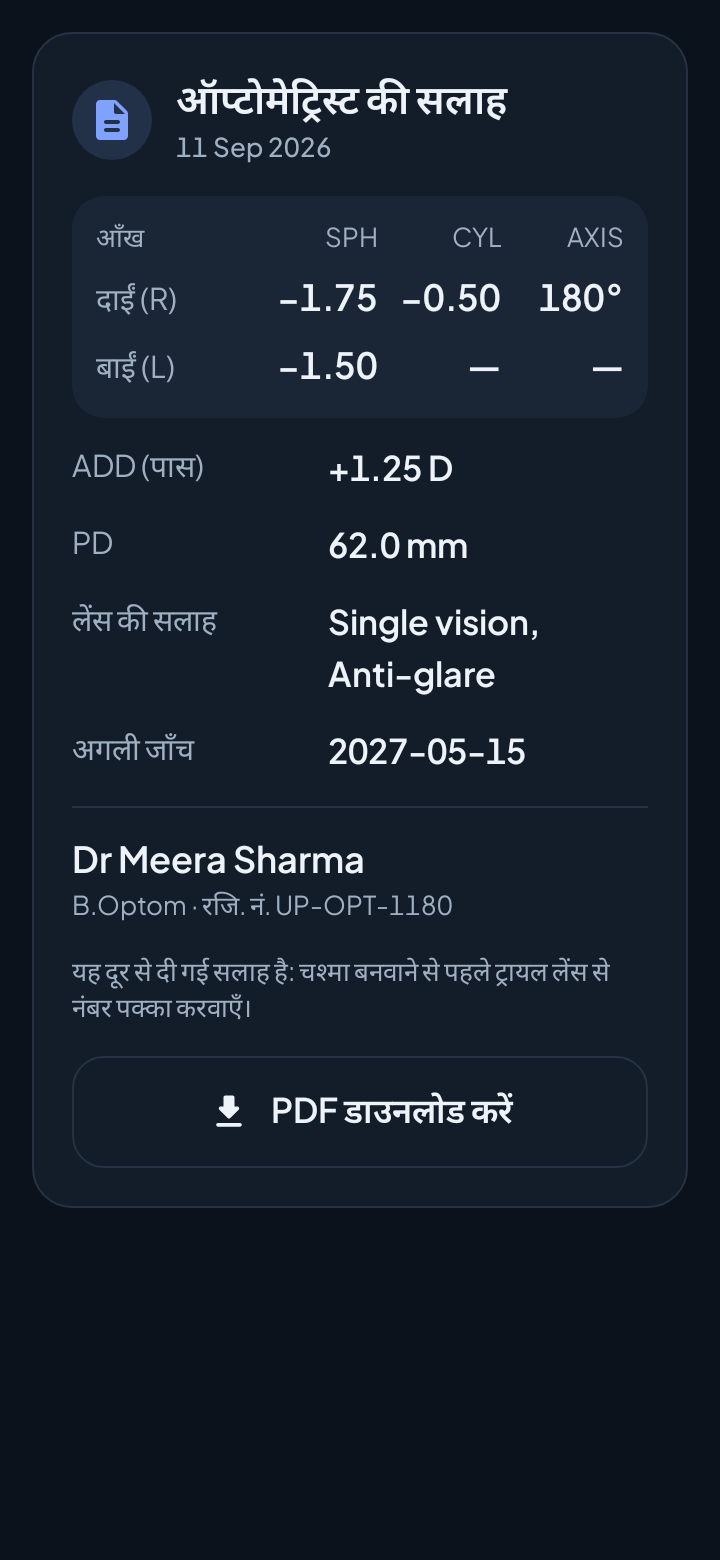 ऑप्टोमेट्रिस्ट की सलाह
11 Sep 2026
आँख SPH CYL AXIS
दाईं (R) −1.75 −0.50 180°
बाईं (L) −1.50 — —
ADD (पास) +1.25 D
PD 62.0 mm
लेंस की सलाह Single vision,
Anti-glare
अगली जाँच 2027-05-15
Dr Meera Sharma
B.Optom · रजि. नं. UP-OPT-1180
यह दूर से दी गई सलाह है: चश्मा बनवाने से पहले ट्रायल लेंस से
नंबर पक्का करवाएँ।
PDF डाउनलोड करें